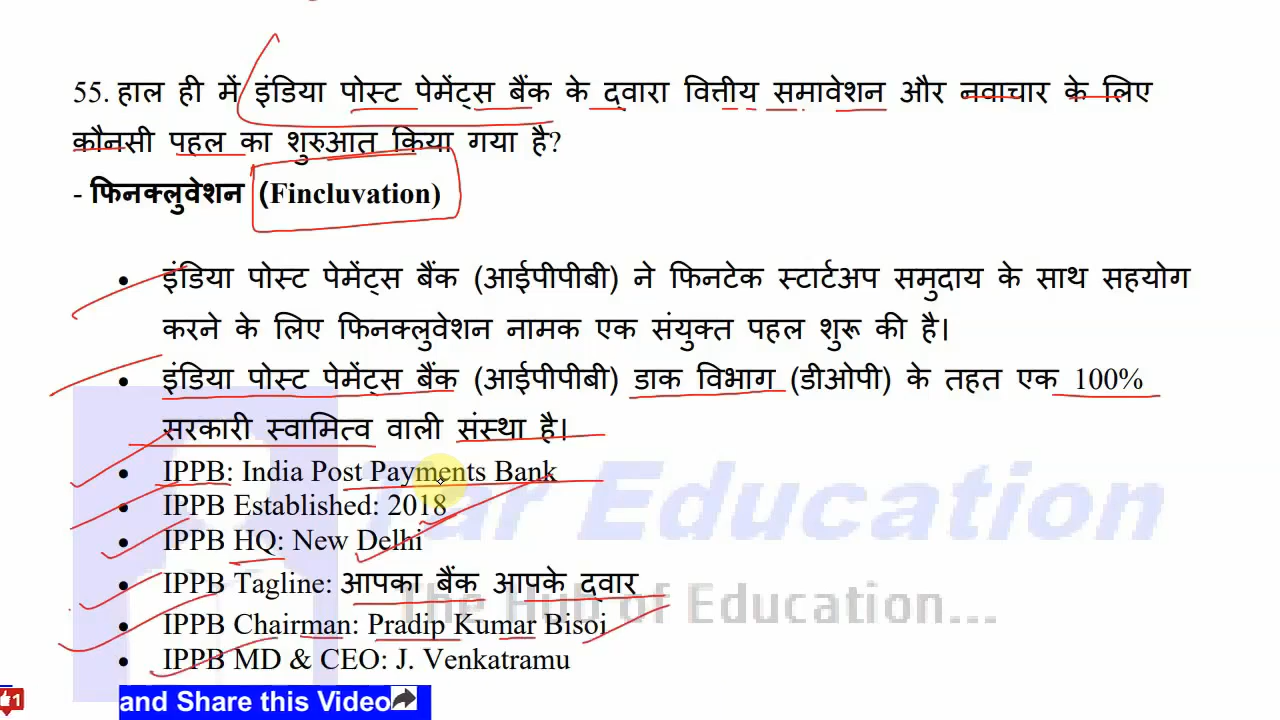 55. हाल ही में इंडिया पोस्ट पेमेंट्स बैंक के द्वारा वित्तीय समावेशन और नवाचार के लिए
कौनसी पहल का शुरुआत किया गया है?
- फिनक्लुवेशन (Fincluvation)
• इंडिया पोस्ट पेमेंट्स बैंक (आईपीपीबी) ने फिनटेक स्टार्टअप समुदाय के साथ सहयोग
करने के लिए फिनक्लुवेशन नामक एक संयुक्त पहल शुरू की है।
• इंडिया पोस्ट पेमेंट्स बैंक (आईपीपीबी) डाक विभाग (डीओपी) के तहत एक 100%
सरकारी स्वामित्व वाली संस्था है।
• IPPB: India Post Payments Bank
• IPPB Established: 2018
• IPPB HQ: New Delhi
• IPPB Tagline: आपका बैंक आपके द्वार
• IPPB Chairman: Pradip Kumar Bisoi
• IPPB MD & CEO: J. Venkatramu
Tar Education
The Hub of Education...
1
and Share this Video